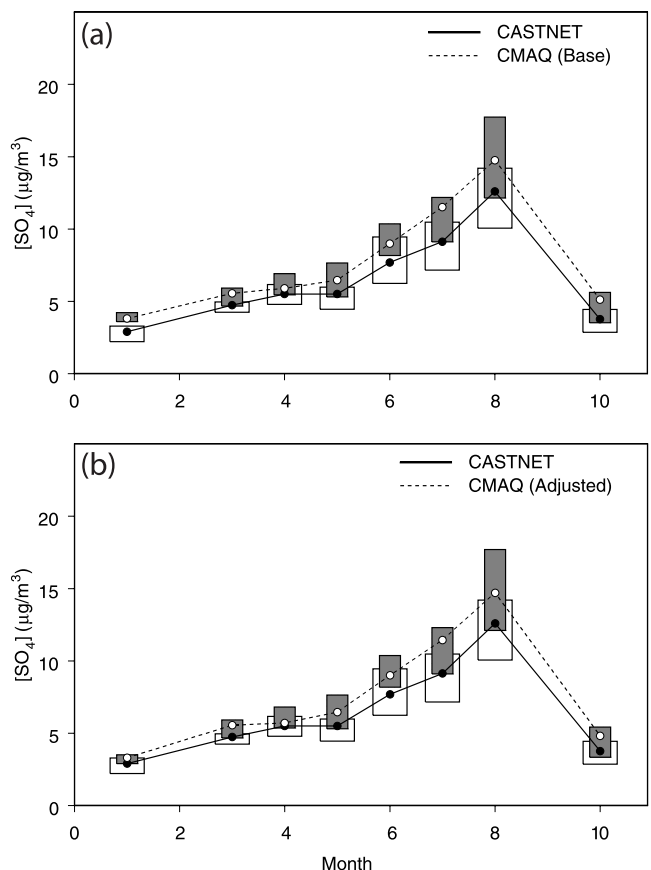 (a)
CASTNET
CMAQ (Base)
20
15
10
5
0
[SO₄] (μg/m³)
0 2 4 6 8 10
(b)
CASTNET
CMAQ (Adjusted)
20
15
10
5
0
[SO₄] (μg/m³)
0 2 4 6 8 10
Month